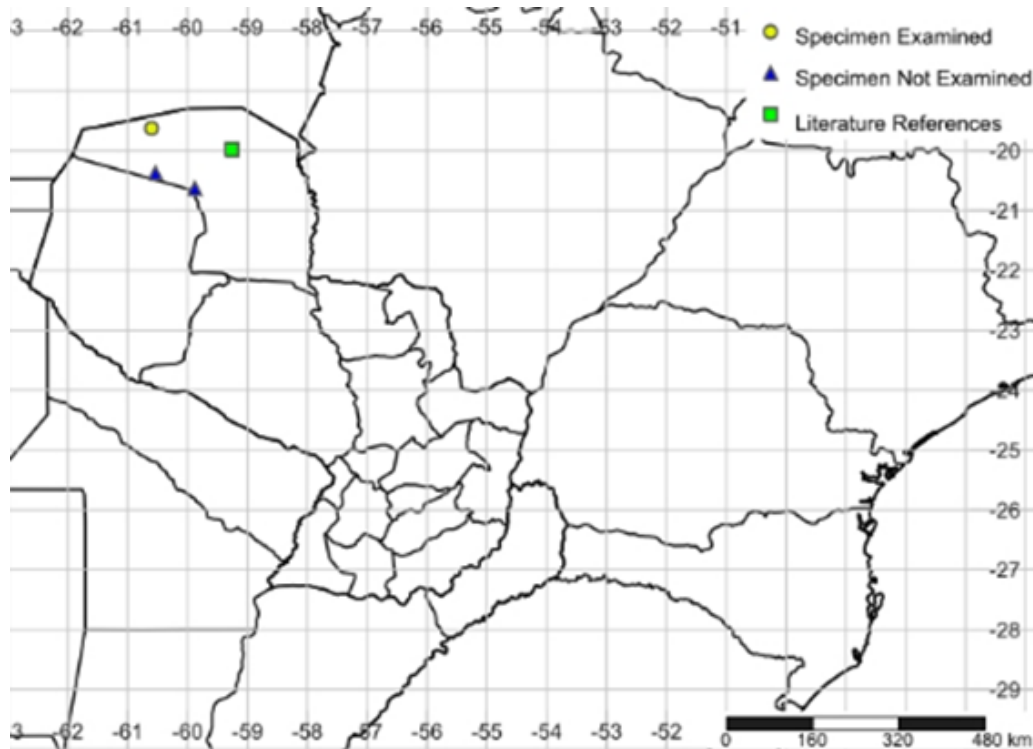 3 -62 -61 -60 -59 -58 -57 -56 -55 -54 -53 -52 -51
Specimen Examined
Specimen Not Examined
Literature References
-20
-21
-22
-23
-24
-25
-26
-27
-28
-29
3 -62 -61 -60 -59 -58 -57 -56 -55 -54 -53 -52
0 160 320 480 km